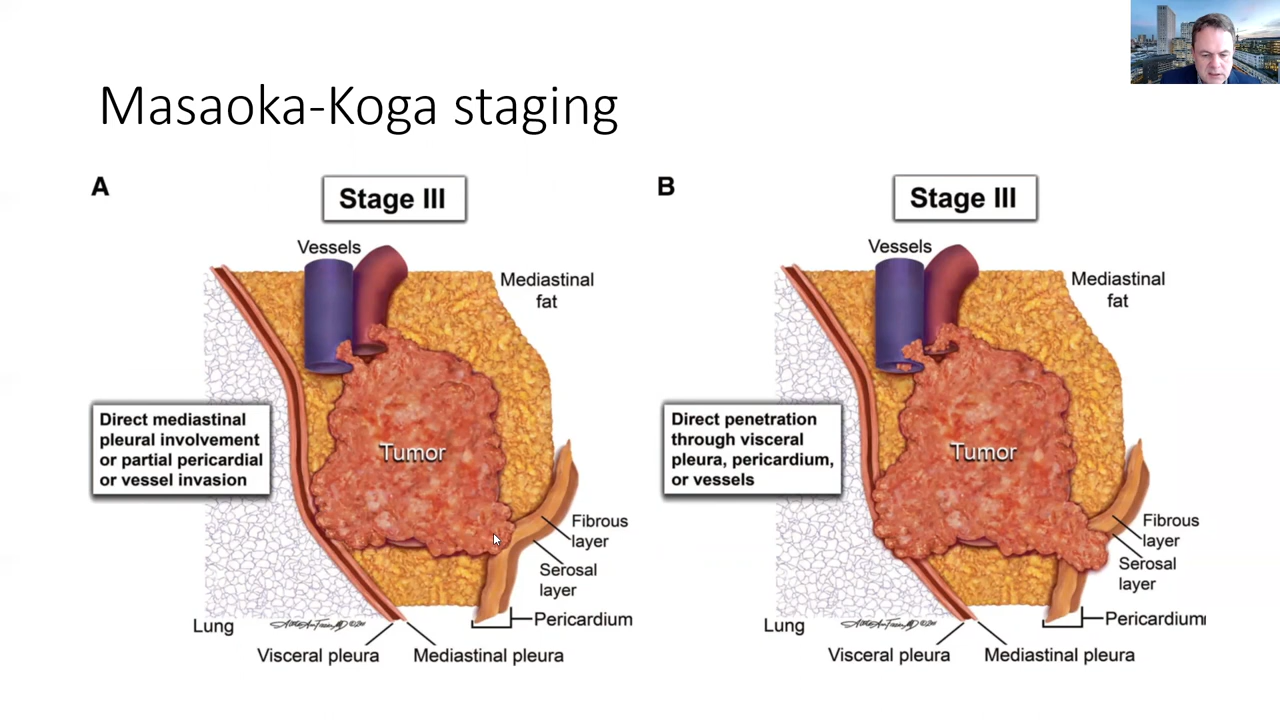 Masaoka-Koga staging
A
Stage III
Vessels
Mediastinal
fat
Direct mediastinal
pleural involvement
or partial pericardial
or vessel invasion
Tumor
Fibrous
layer
Serosal
layer
Pericardium
Lung
Visceral pleura
Mediastinal pleura
B
Stage III
Vessels
Mediastinal
fat
Direct penetration
through visceral
pleura, pericardium,
or vessels
Tumor
Fibrous
layer
Serosal
layer
Pericardium
Lung
Visceral pleura
Mediastinal pleura